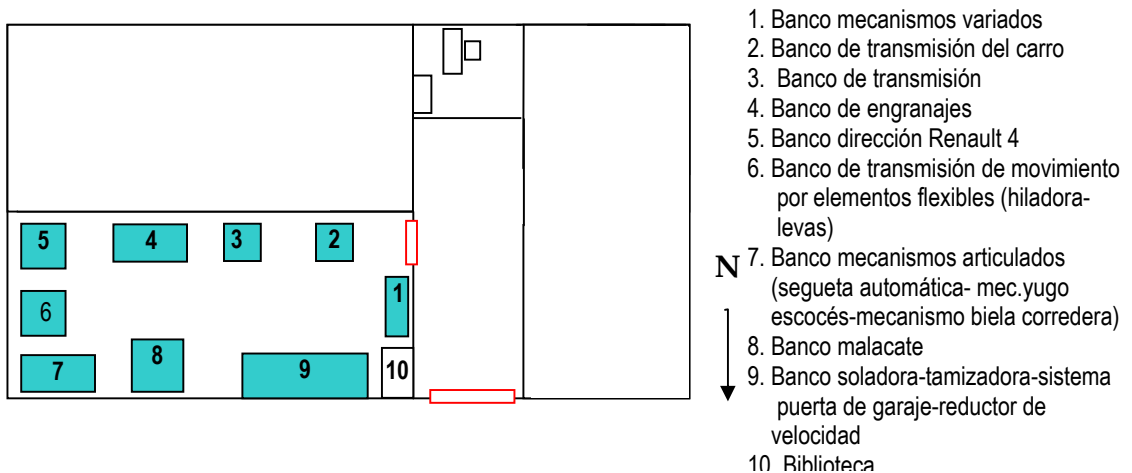 5
4
3
2
1
6
7
8
9
10
1. Banco mecanismos variados
2. Banco de transmisión del carro
3. Banco de transmisión
4. Banco de engranajes
5. Banco dirección Renault 4
6. Banco de transmisión de movimiento
por elementos flexibles (hiladora-
levas)
N
7. Banco mecanismos articulados
(segueta automática- mec.yugo
escocés-mecanismo biela corredera)
8. Banco malacate
9. Banco soladora-tamizadora-sistema
puerta de garaje-reductor de
velocidad
10. Biblioteca